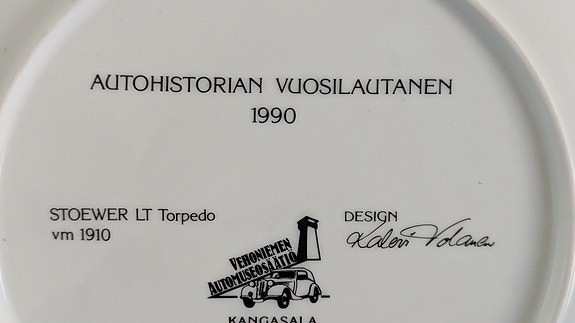 AUTOHISTORIAN VUOSILAUTANEN
1990
STOEWER LT Torpedo
vm 1910
DESIGN
Kalevi Volanen
VEHONIEMEN
AUTOMUSEOSÄÄTIÖ
KANGASALA